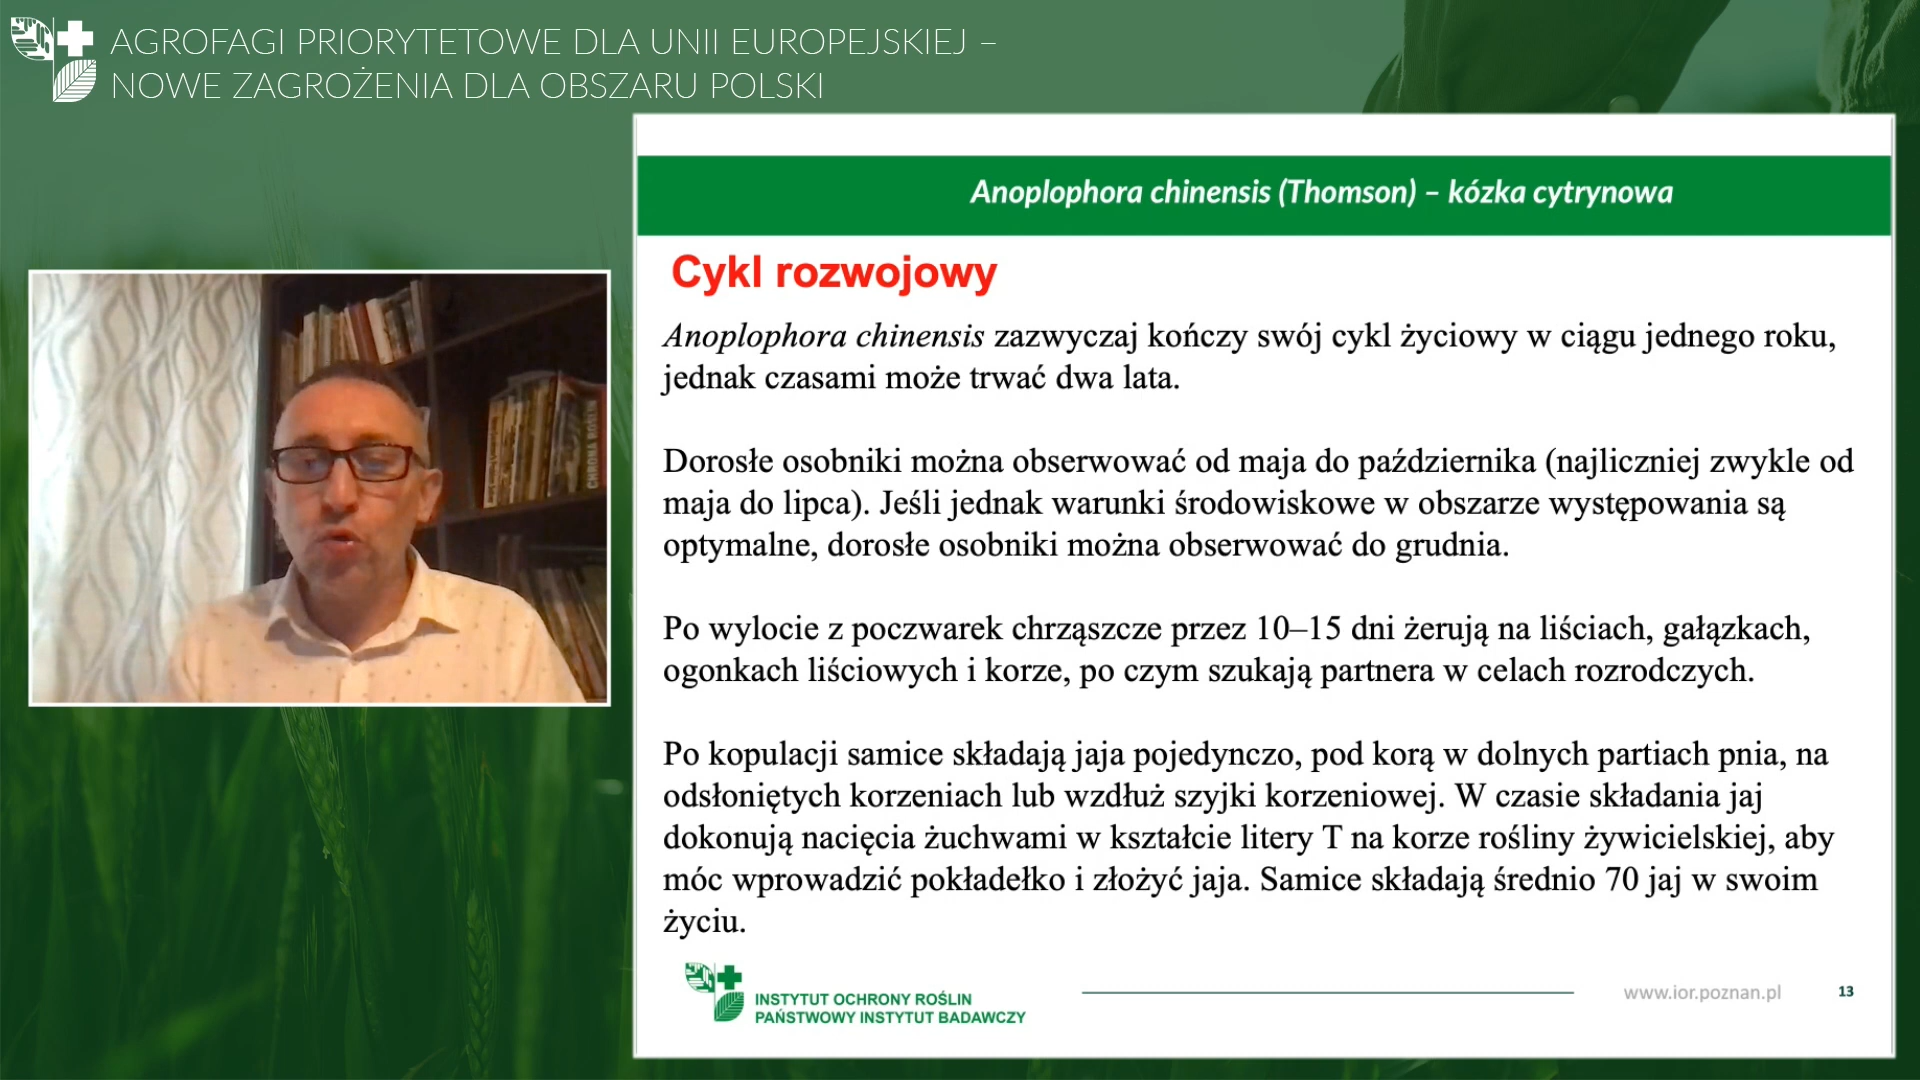 AGROFAGI PRIORYTETOWE DLA UNII EUROPEJSKIEJ –
NOWE ZAGROŻENIA DLA OBSZARU POLSKI
Anoplophora chinensis (Thomson) – kózka cytrynowa
Cykl rozwojowy
Anoplophora chinensis zazwyczaj kończy swój cykl życiowy w ciągu jednego roku,
jednak czasami może trwać dwa lata.
Dorosłe osobniki można obserwować od maja do października (najliczniej zwykle od
maja do lipca). Jeśli jednak warunki środowiskowe w obszarze występowania są
optymalne, dorosłe osobniki można obserwować do grudnia.
Po wylocie z poczwarek chrząszcze przez 10–15 dni żerują na liściach, gałązkach,
ogonkach liściowych i korze, po czym szukają partnera w celach rozrodczych.
Po kopulacji samice składają jaja pojedynczo, pod korą w dolnych partiach pnia, na
odsłoniętych korzeniach lub wzdłuż szyjki korzeniowej. W czasie składania jaj
dokonują nacięcia żuchwami w kształcie litery T na korze rośliny żywicielskiej, aby
móc wprowadzić pokładełko i złożyć jaja. Samice składają średnio 70 jaj w swoim
życiu.
INSTYTUT OCHRONY ROŚLIN
PAŃSTWOWY INSTYTUT BADAWCZY
www.ior.poznan.pl
13
CHRONA ROŚLIN